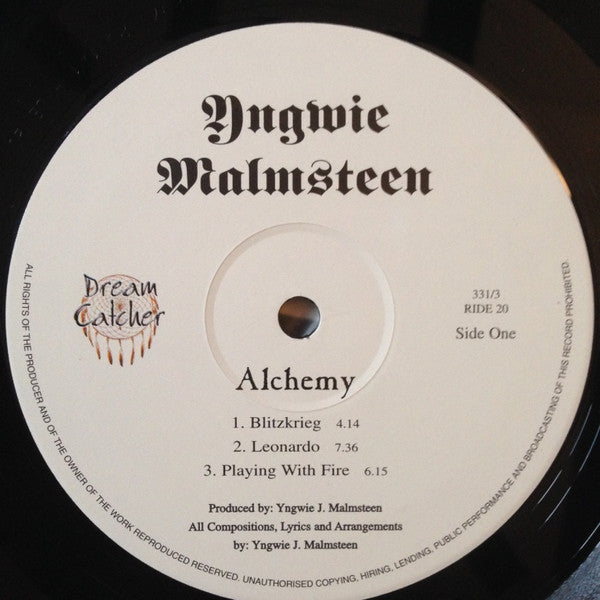 Yngwie
Malmsteen
Dream
Catcher
331/3
RIDE 20
Side One
Alchemy
1. Blitzkrieg 4.14
2. Leonardo 7.36
3. Playing With Fire 6.15
Produced by: Yngwie J. Malmsteen
All Compositions, Lyrics and Arrangements
by: Yngwie J. Malmsteen
ALL RIGHTS OF THE PRODUCER AND OF THE OWNER OF THE WORK REPRODUCED RESERVED. UNAUTHORISED COPYING, HIRING, LENDING, PUBLIC PERFORMANCE AND BROADCASTING OF THIS RECORD PROHIBITED.